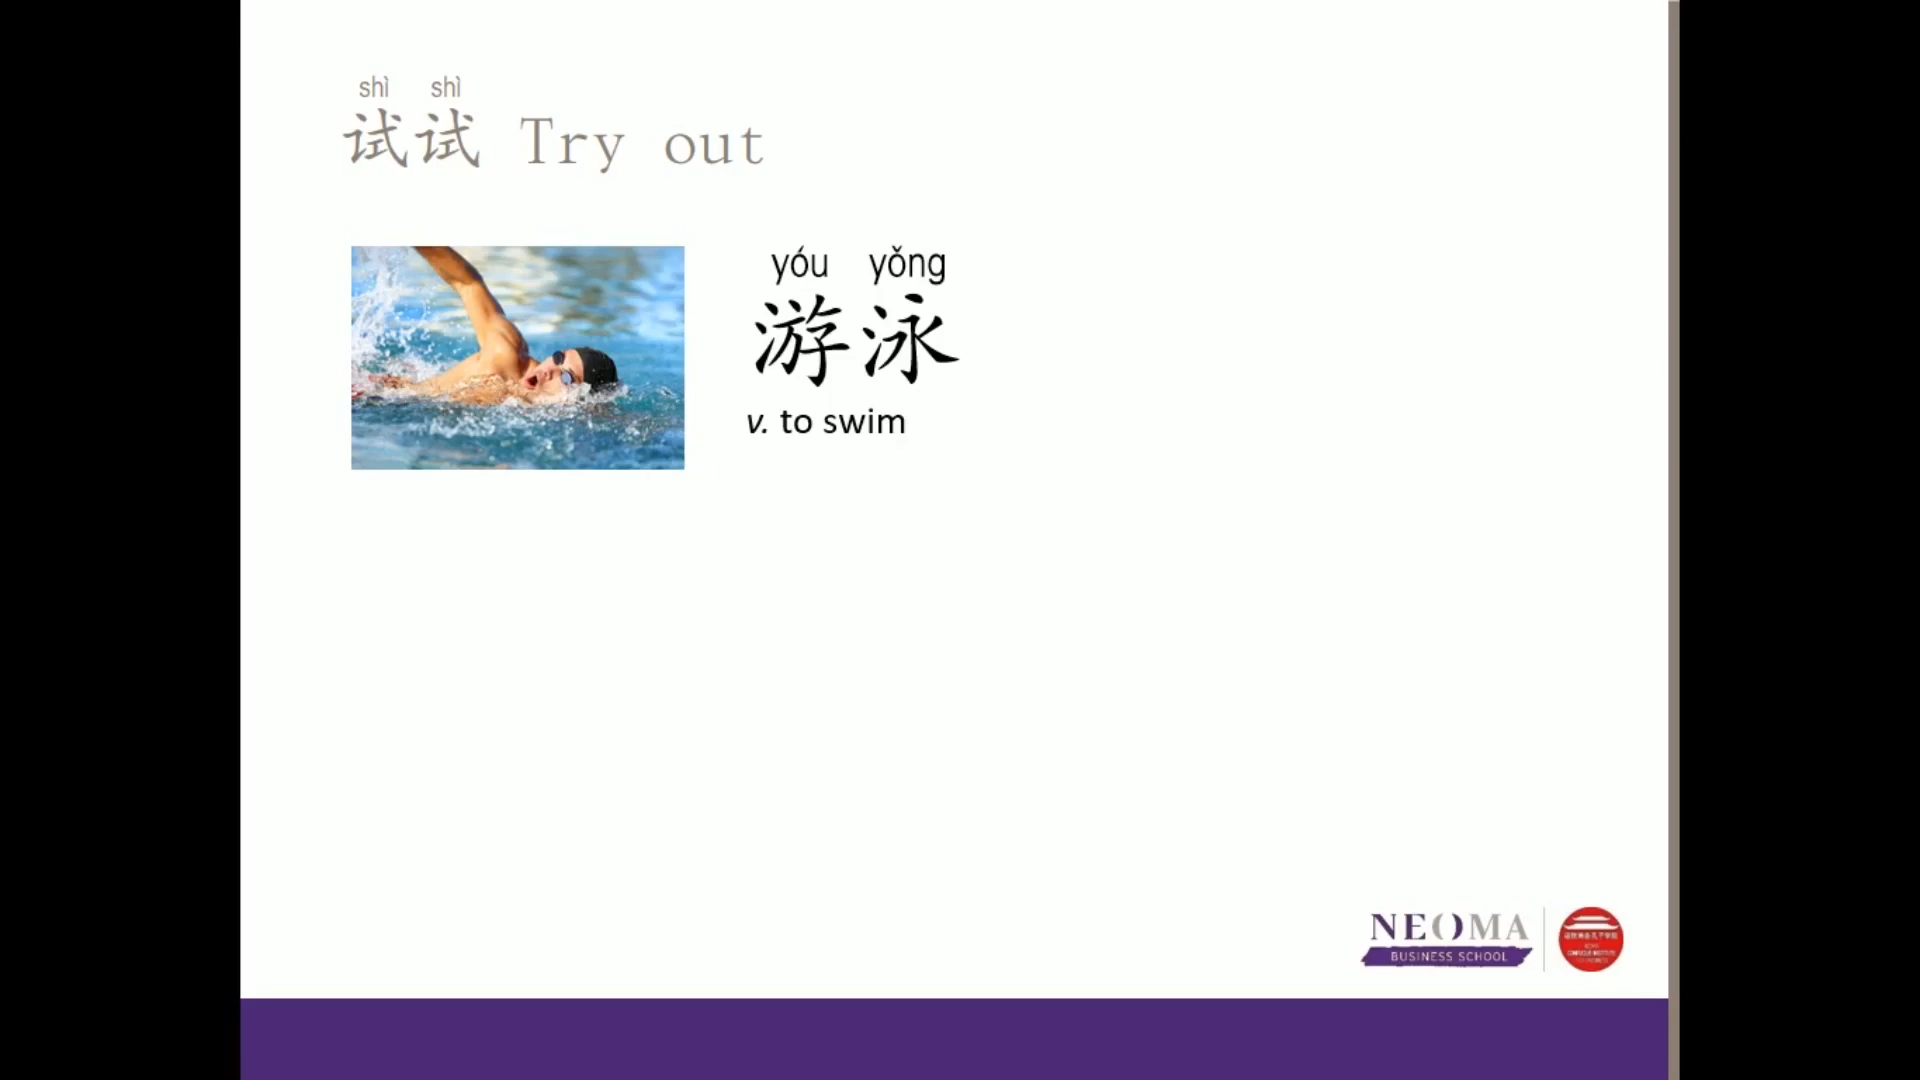 shì shì
试试 Try out
yóu yǒng
游泳
v. to swim
NEOMA
BUSINESS SCHOOL